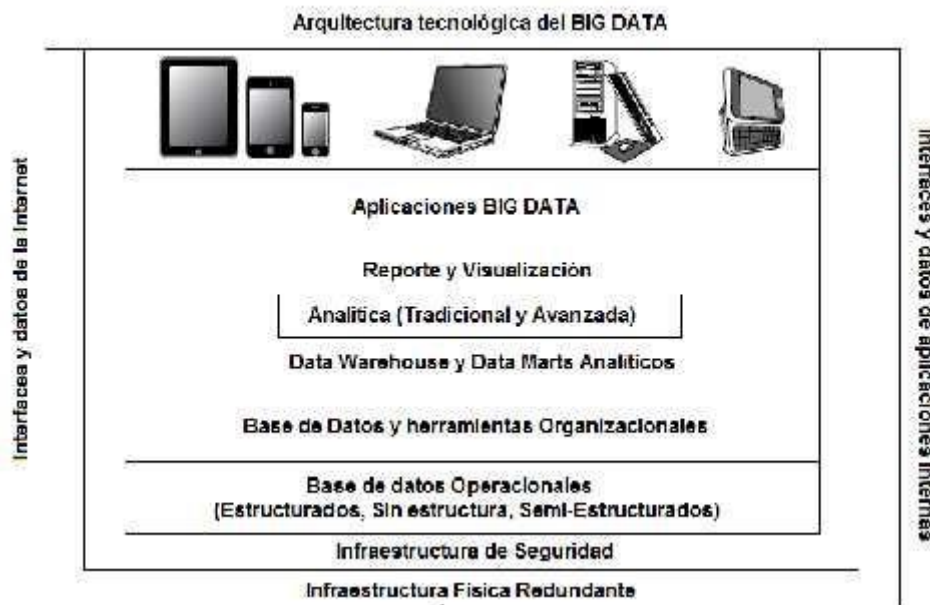 Arquitectura tecnológica del BIG DATA
Interfaces y datos de la Internet
Aplicaciones BIG DATA
Reporte y Visualización
Analítica (Tradicional y Avanzada)
Data Warehouse y Data Marts Analíticos
Base de Datos y herramientas Organizacionales
Base de datos Operacionales
(Estructurados, Sin estructura, Semi-Estructurados)
Infraestructura de Seguridad
Infraestructura Física Redundante
Interfaces y datos de aplicaciones internas